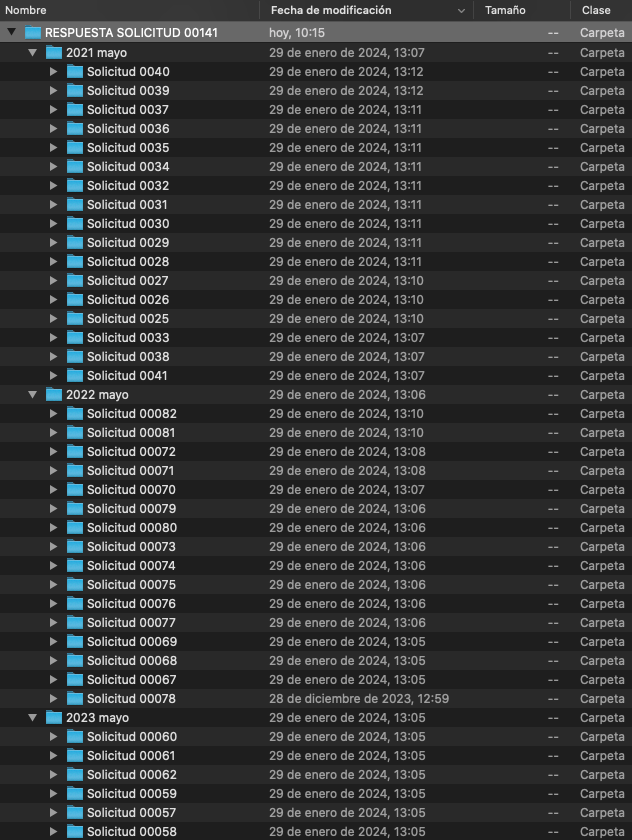 Nombre Fecha de modificación Tamaño Clase
RESPUESTA SOLICITUD 00141 hoy, 10:15 -- Carpeta
2021 mayo 29 de enero de 2024, 13:07 -- Carpeta
Solicitud 0040 29 de enero de 2024, 13:12 -- Carpeta
Solicitud 0039 29 de enero de 2024, 13:12 -- Carpeta
Solicitud 0037 29 de enero de 2024, 13:11 -- Carpeta
Solicitud 0036 29 de enero de 2024, 13:11 -- Carpeta
Solicitud 0035 29 de enero de 2024, 13:11 -- Carpeta
Solicitud 0034 29 de enero de 2024, 13:11 -- Carpeta
Solicitud 0032 29 de enero de 2024, 13:11 -- Carpeta
Solicitud 0031 29 de enero de 2024, 13:11 -- Carpeta
Solicitud 0030 29 de enero de 2024, 13:11 -- Carpeta
Solicitud 0029 29 de enero de 2024, 13:11 -- Carpeta
Solicitud 0028 29 de enero de 2024, 13:11 -- Carpeta
Solicitud 0027 29 de enero de 2024, 13:10 -- Carpeta
Solicitud 0026 29 de enero de 2024, 13:10 -- Carpeta
Solicitud 0025 29 de enero de 2024, 13:10 -- Carpeta
Solicitud 0033 29 de enero de 2024, 13:07 -- Carpeta
Solicitud 0038 29 de enero de 2024, 13:07 -- Carpeta
Solicitud 0041 29 de enero de 2024, 13:07 -- Carpeta
2022 mayo 29 de enero de 2024, 13:06 -- Carpeta
Solicitud 00082 29 de enero de 2024, 13:10 -- Carpeta
Solicitud 00081 29 de enero de 2024, 13:10 -- Carpeta
Solicitud 00072 29 de enero de 2024, 13:08 -- Carpeta
Solicitud 00071 29 de enero de 2024, 13:08 -- Carpeta
Solicitud 00070 29 de enero de 2024, 13:07 -- Carpeta
Solicitud 00079 29 de enero de 2024, 13:06 -- Carpeta
Solicitud 00080 29 de enero de 2024, 13:06 -- Carpeta
Solicitud 00073 29 de enero de 2024, 13:06 -- Carpeta
Solicitud 00074 29 de enero de 2024, 13:06 -- Carpeta
Solicitud 00075 29 de enero de 2024, 13:06 -- Carpeta
Solicitud 00076 29 de enero de 2024, 13:06 -- Carpeta
Solicitud 00077 29 de enero de 2024, 13:06 -- Carpeta
Solicitud 00069 29 de enero de 2024, 13:05 -- Carpeta
Solicitud 00068 29 de enero de 2024, 13:05 -- Carpeta
Solicitud 00067 29 de enero de 2024, 13:05 -- Carpeta
Solicitud 00078 28 de diciembre de 2023, 12:59 -- Carpeta
2023 mayo 29 de enero de 2024, 13:05 -- Carpeta
Solicitud 00060 29 de enero de 2024, 13:05 -- Carpeta
Solicitud 00061 29 de enero de 2024, 13:05 -- Carpeta
Solicitud 00062 29 de enero de 2024, 13:05 -- Carpeta
Solicitud 00059 29 de enero de 2024, 13:05 -- Carpeta
Solicitud 00057 29 de enero de 2024, 13:05 -- Carpeta
Solicitud 00058 29 de enero de 2024, 13:05 -- Carpeta